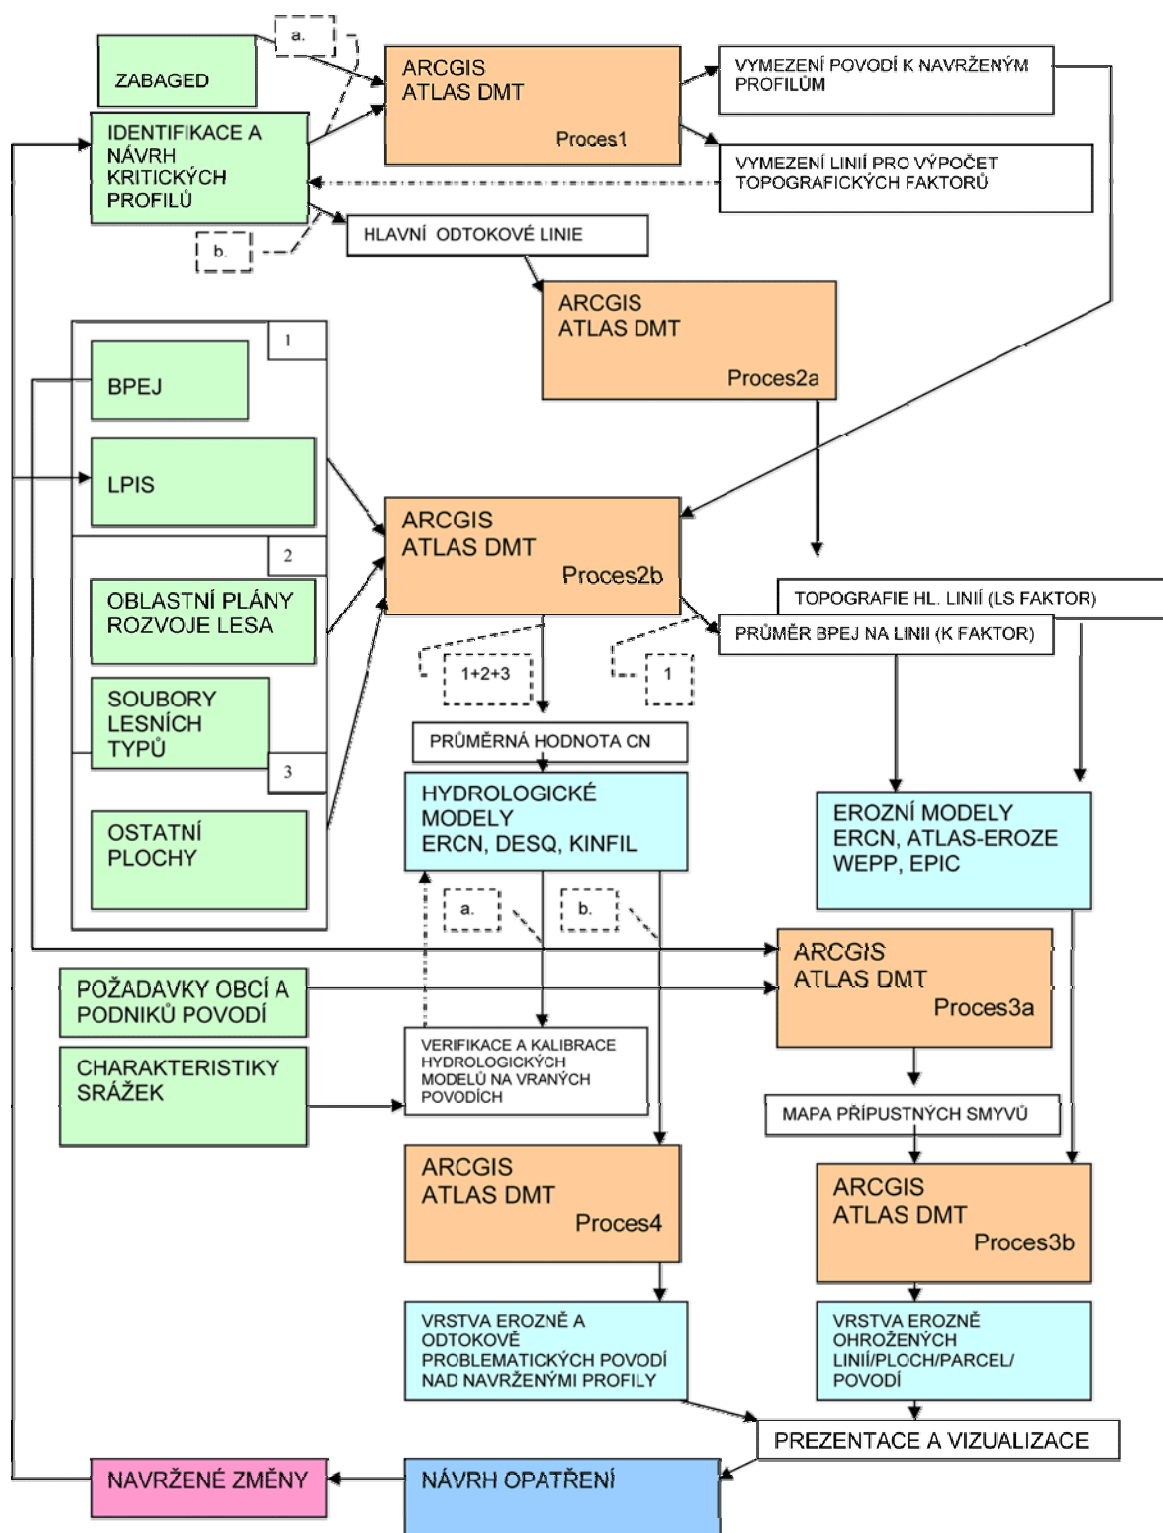 a.
ZABAGED
ARCGIS
ATLAS DMT
Proces1
VYMEZENÍ POVODÍ K NAVRŽENÝM
PROFILŮM
IDENTIFIKACE A
NÁVRH
KRITICKÝCH
PROFILŮ
VYMEZENÍ LINIÍ PRO VÝPOČET
TOPOGRAFICKÝCH FAKTORŮ
b.
HLAVNÍ ODTOKOVÉ LINIE
ARCGIS
ATLAS DMT
Proces2a
1
BPEJ
LPIS
2
OBLASTNÍ PLÁNY
ROZVOJE LESA
SOUBORY
LESNÍCH
TYPŮ
3
OSTATNÍ
PLOCHY
ARCGIS
ATLAS DMT
Proces2b
TOPOGRAFIE HL. LINIÍ (LS FAKTOR)
PRŮMĚR BPEJ NA LINII (K FAKTOR)
1+2+3
1
PRŮMĚRNÁ HODNOTA CN
HYDROLOGICKÉ
MODELY
ERCN, DESQ, KINFIL
EROZNÍ MODELY
ERCN, ATLAS-EROZE
WEPP, EPIC
a.
b.
ARCGIS
ATLAS DMT
Proces3a
POŽADAVKY OBCÍ A
PODNIKŮ POVODÍ
CHARAKTERISTIKY
SRÁŽEK
VERIFIKACE A KALIBRACE
HYDROLOGICKÝCH
MODELŮ NA VRANÝCH
POVODÍCH
MAPA PŘÍPUSTNÝCH SMYVŮ
ARCGIS
ATLAS DMT
Proces4
ARCGIS
ATLAS DMT
Proces3b
VRSTVA EROZNĚ A
ODTOKOVĚ
PROBLEMATICKÝCH POVODÍ
NAD NAVRŽENÝMI PROFILY
VRSTVA EROZNĚ
OHROŽENÝCH
LINIÍ/PLOCH/PARCEL/
POVODÍ
PREZENTACE A VIZUALIZACE
NAVRŽENÉ ZMĚNY
NÁVRH OPATŘENÍ